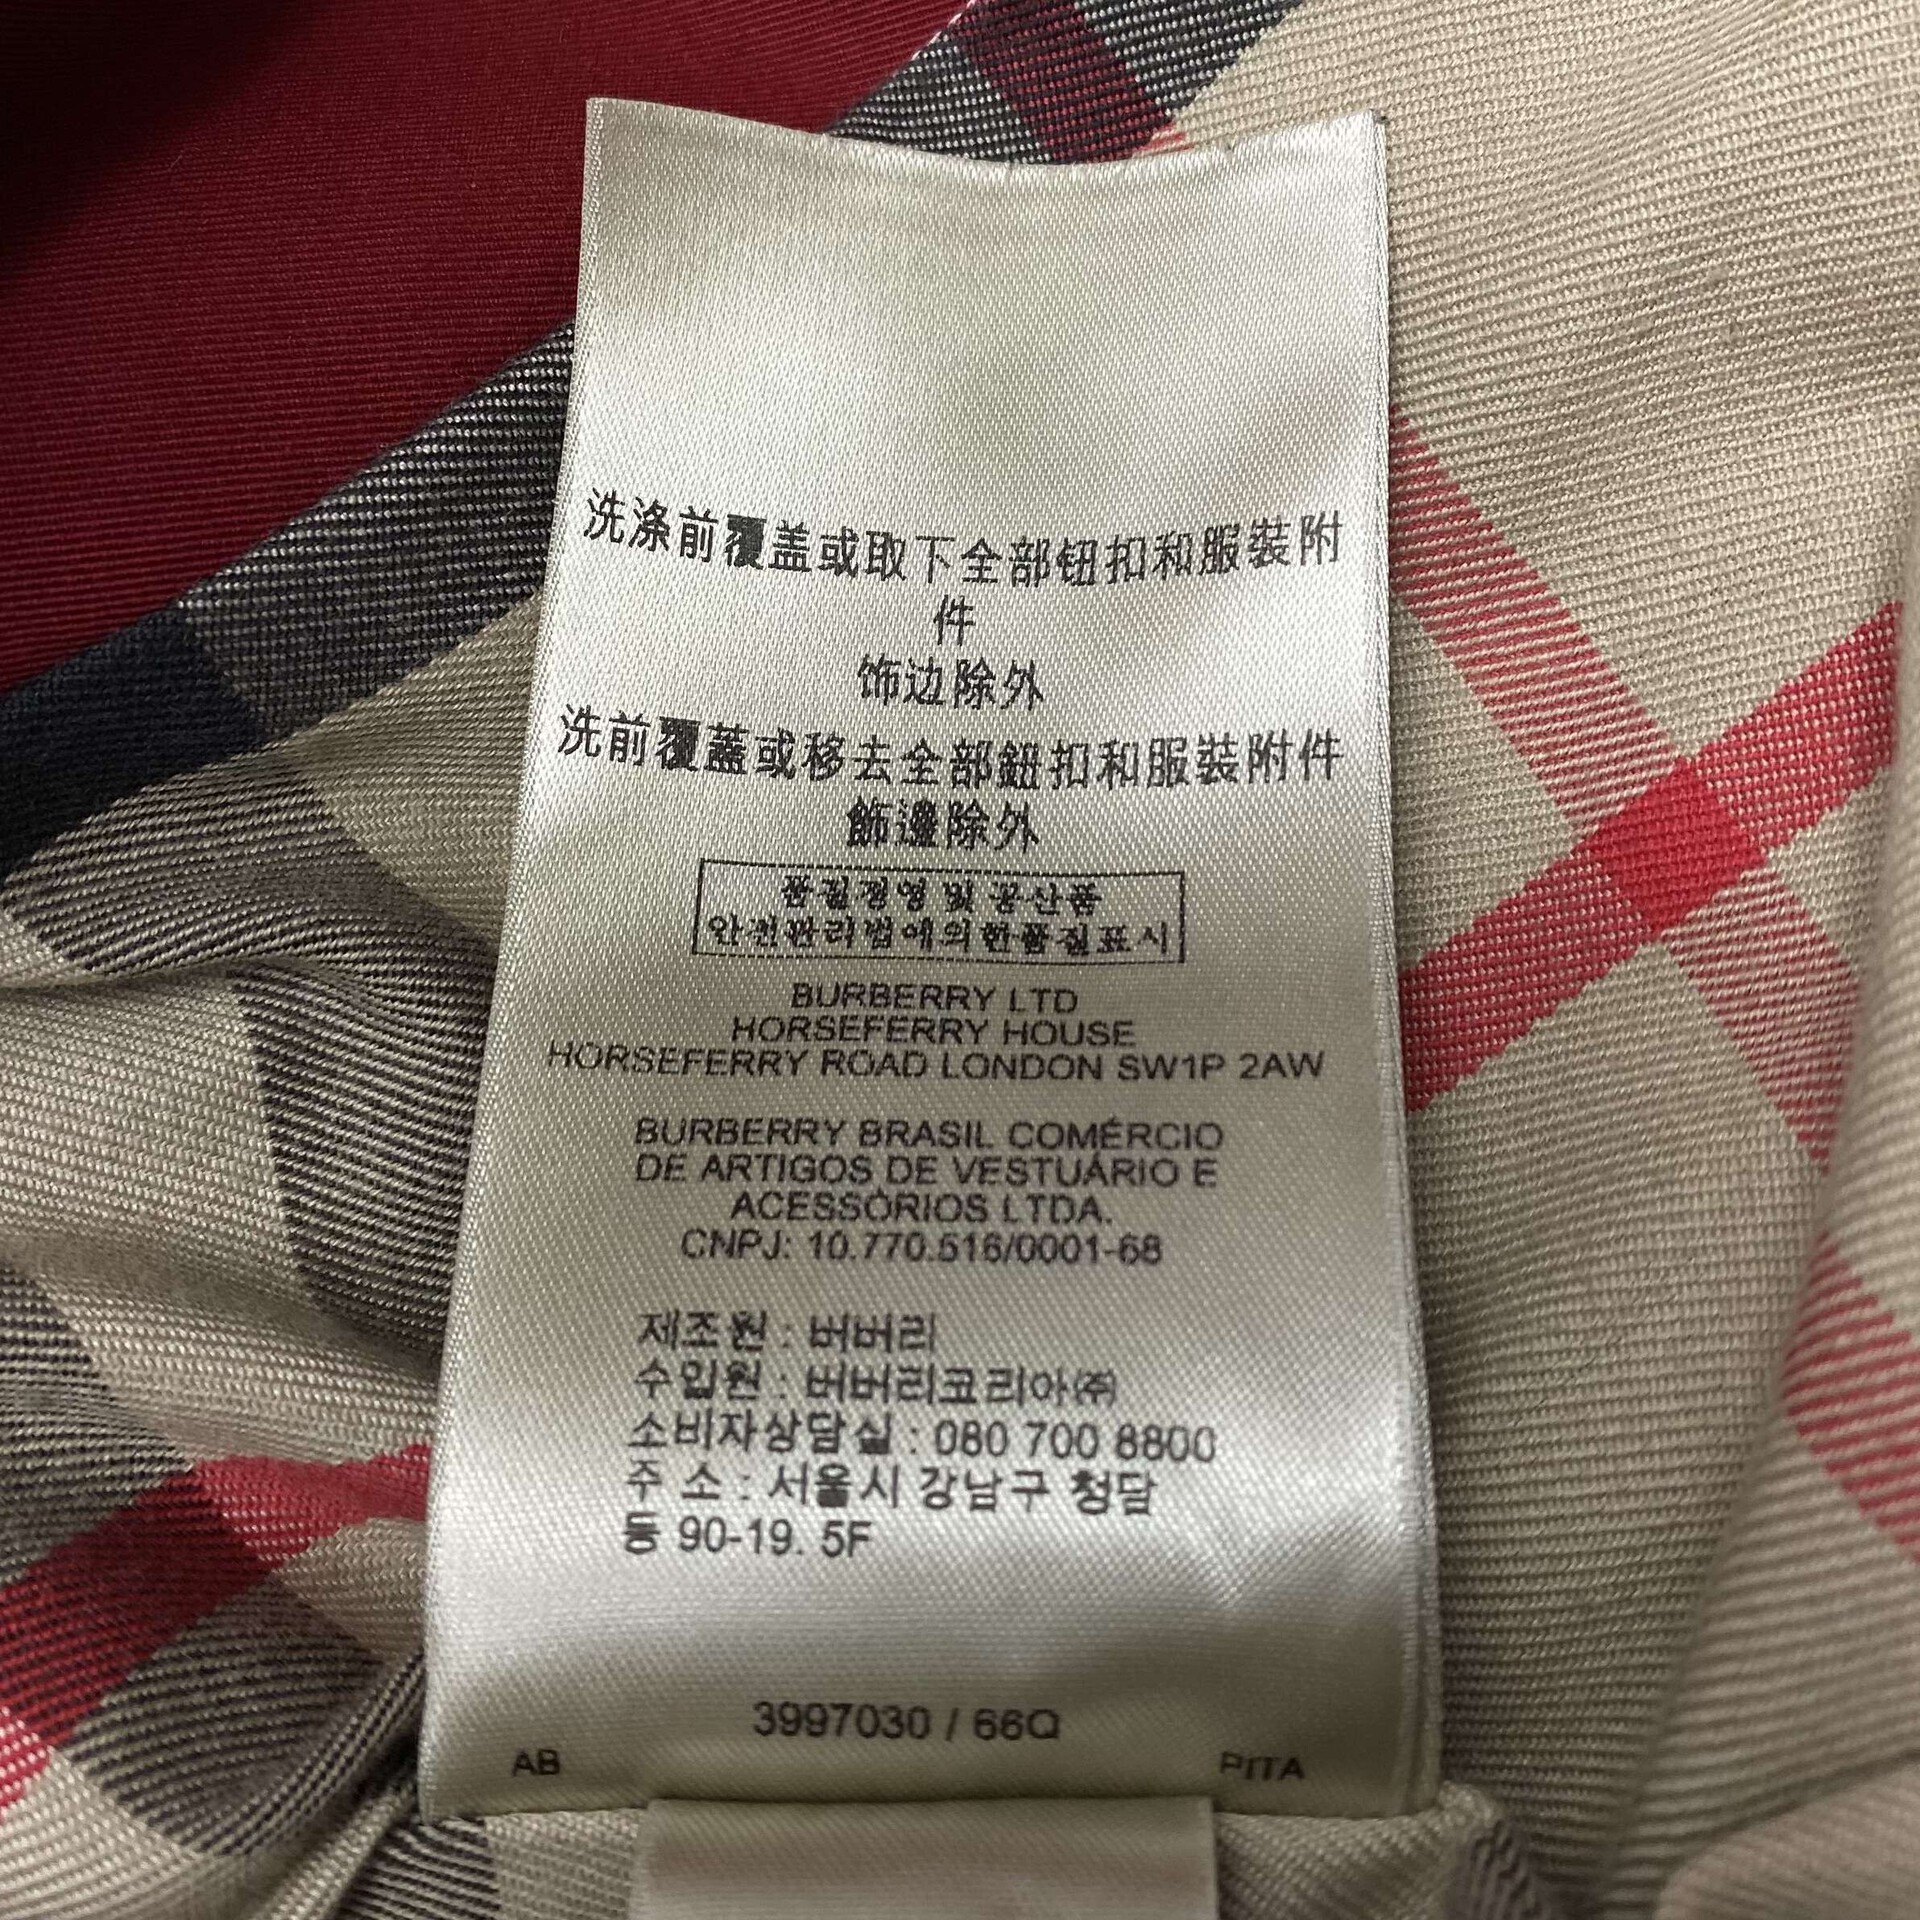 洗涤前覆盖或取下全部钮扣和服裝附
件
饰边除外
洗前覆蓋或移去全部鈕扣和服裝附件
飾邊除外
품질경영 및 공산품
안전관리법에의한품질표시
BURBERRY LTD
HORSEFERRY HOUSE
HORSEFERRY ROAD LONDON SW1P 2AW
BURBERRY BRASIL COMÉRCIO
DE ARTIGOS DE VESTUÁRIO E
ACESSÓRIOS LTDA.
CNPJ: 10.770.516/0001-68
제조원 : 버버리
수입원 : 버버리코리아㈜
소비자상담실 : 080 700 8800
주 소 : 서울시 강남구 청담
동 90-19. 5F
3997030 / 66Q
AB PITA